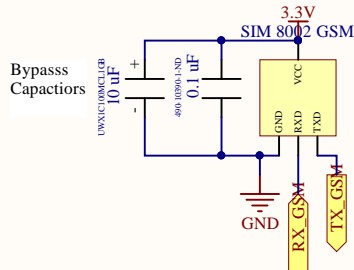 3.3V
SIM 8002 GSM
Bypasss
Capactiors
UWX1C100MCL1GB
10 uF
+
-
490-10390-1-ND
0.1 uF
VCC
GND
RXD
TXD
GND
RX_GSM
TX_GSM